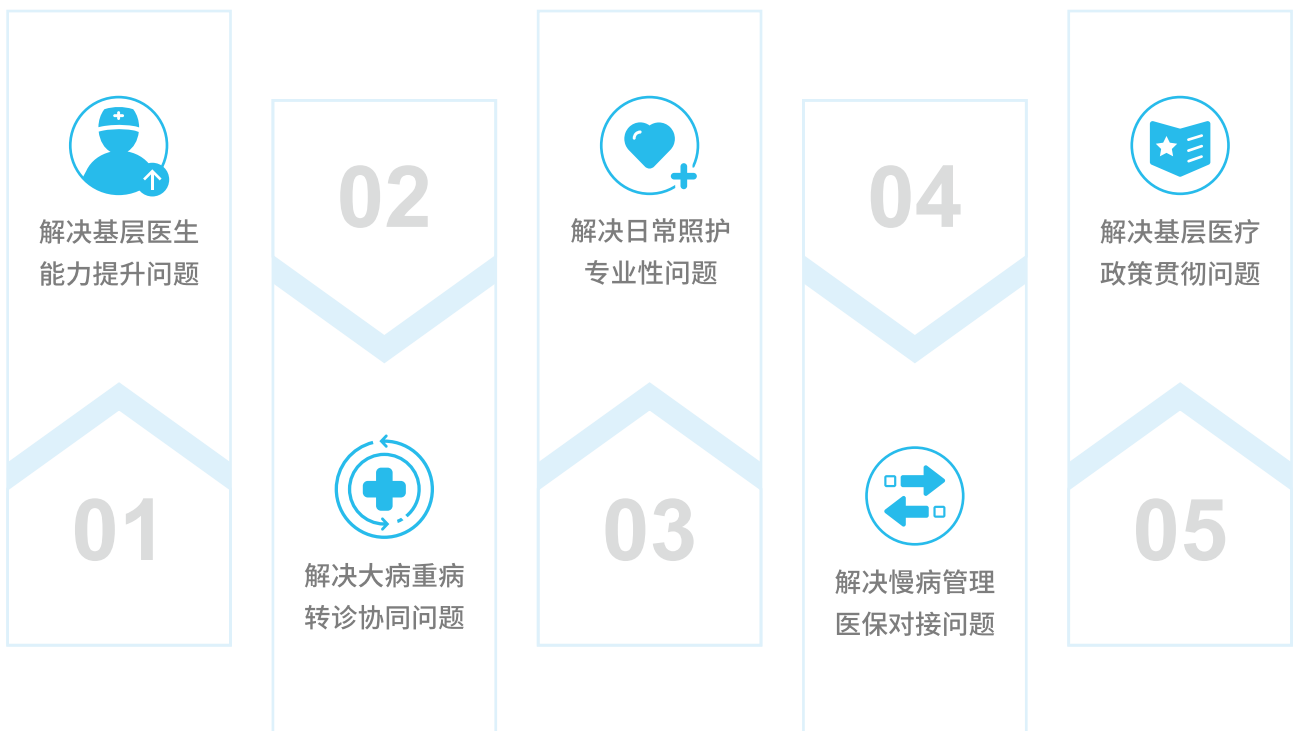 解决基层医生
能力提升问题
01
02
解决大病重病
转诊协同问题
解决日常照护
专业性问题
03
04
解决慢病管理
医保对接问题
解决基层医疗
政策贯彻问题
05